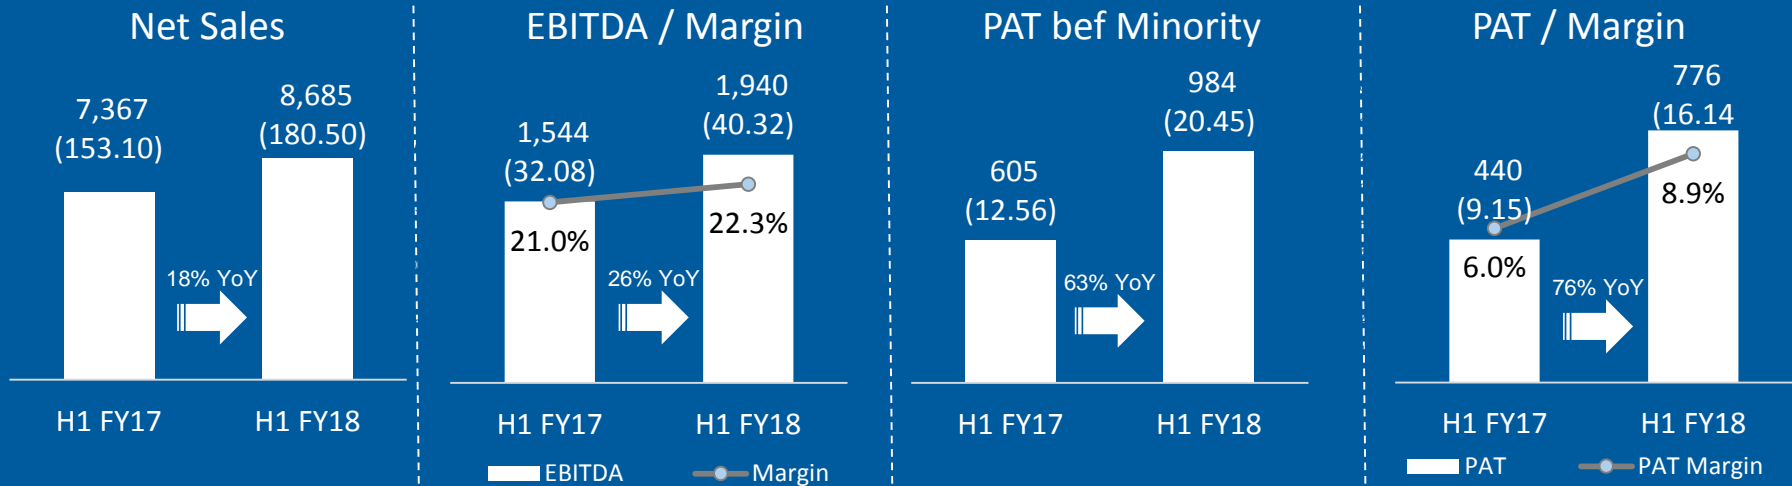 Net Sales
7,367
(153.10)
8,685
(180.50)
18% YoY
H1 FY17
H1 FY18
EBITDA / Margin
1,544
(32.08)
1,940
(40.32)
21.0%
22.3%
26% YoY
H1 FY17
H1 FY18
EBITDA
Margin
PAT bef Minority
605
(12.56)
984
(20.45)
63% YoY
H1 FY17
H1 FY18
PAT / Margin
440
(9.15)
776
(16.14
6.0%
8.9%
76% YoY
H1 FY17
H1 FY18
PAT
PAT Margin